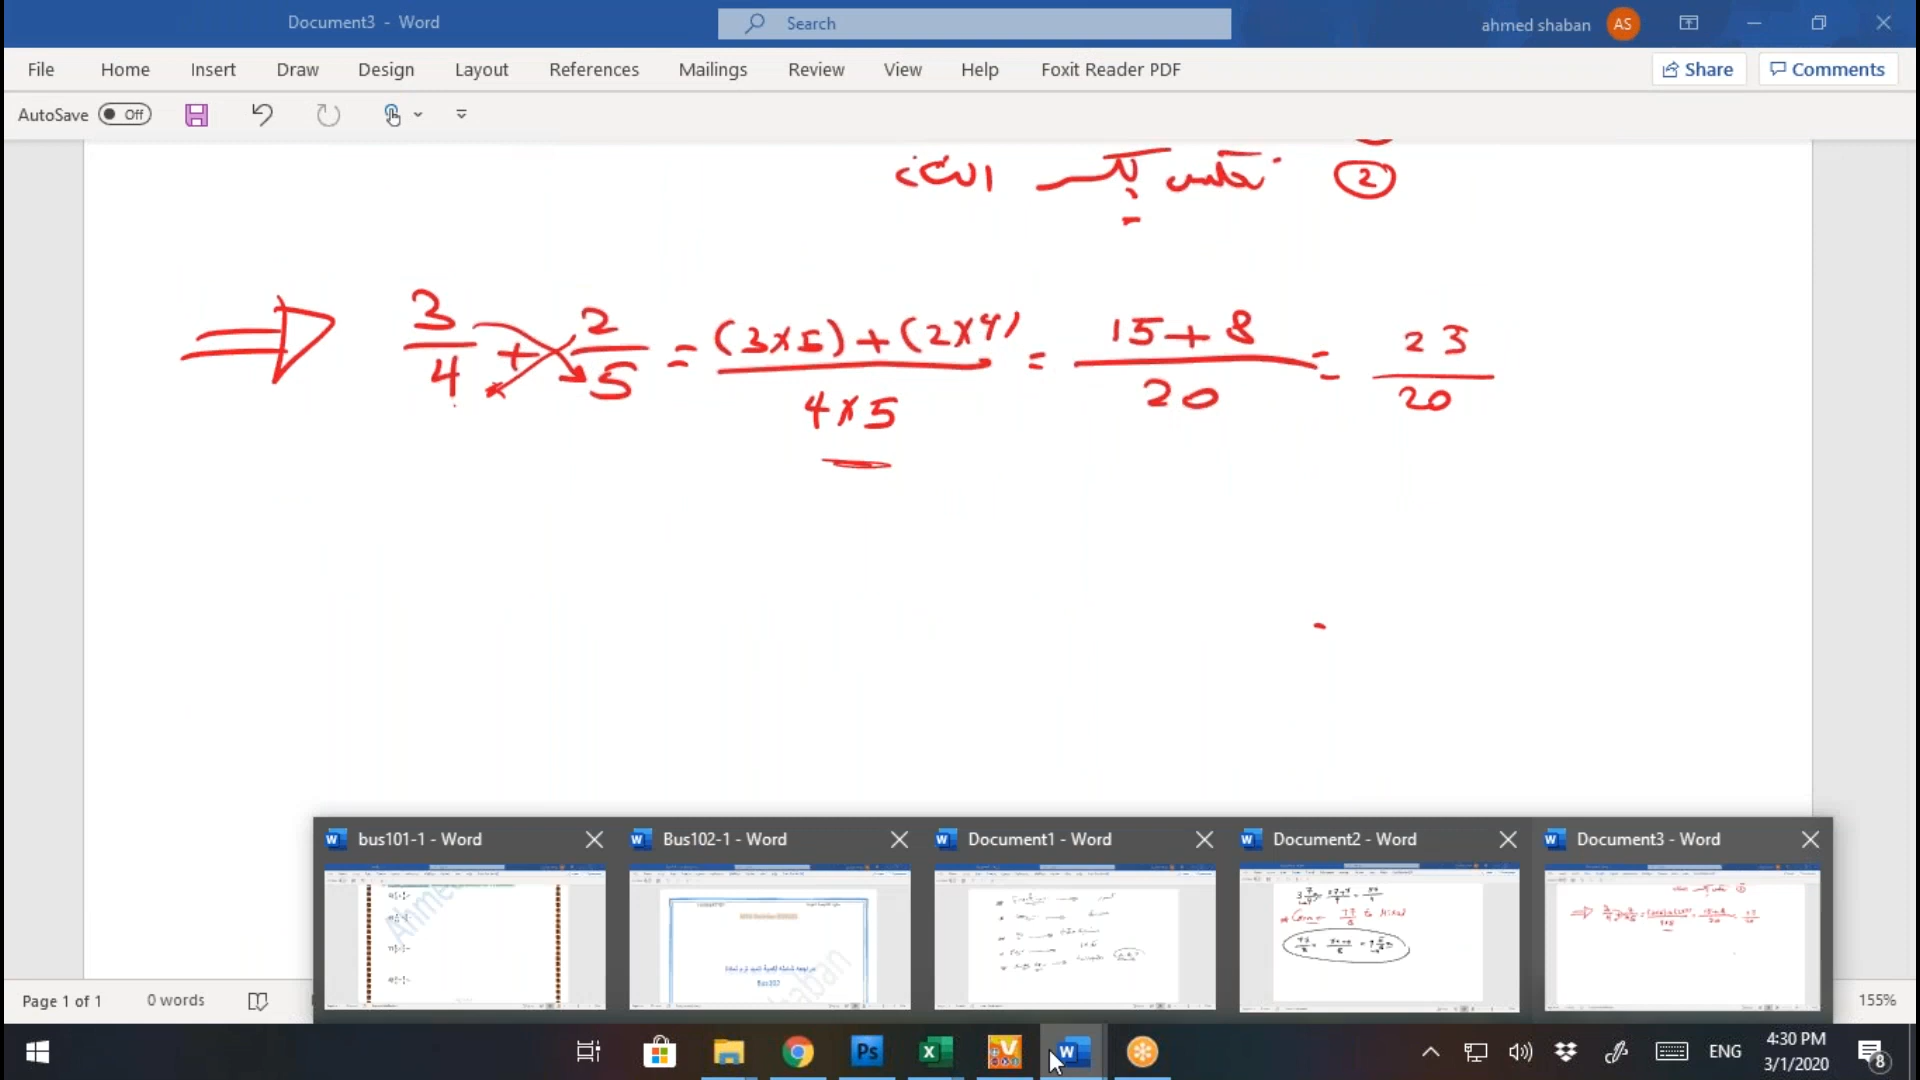 Document3 - Word
Search
ahmed shaban
AS
File Home Insert Draw Design Layout References Mailings Review View Help Foxit Reader PDF
Share
Comments
AutoSave Off
2
3/4 + 2/5 = (3×5)+(2×4) / 4×5 = 15+8 / 20 = 23/20
bus101-1 - Word
Bus102-1 - Word
Document1 - Word
Document2 - Word
Document3 - Word
Page 1 of 1 0 words
155%
ENG
4:30 PM
3/1/2020
8